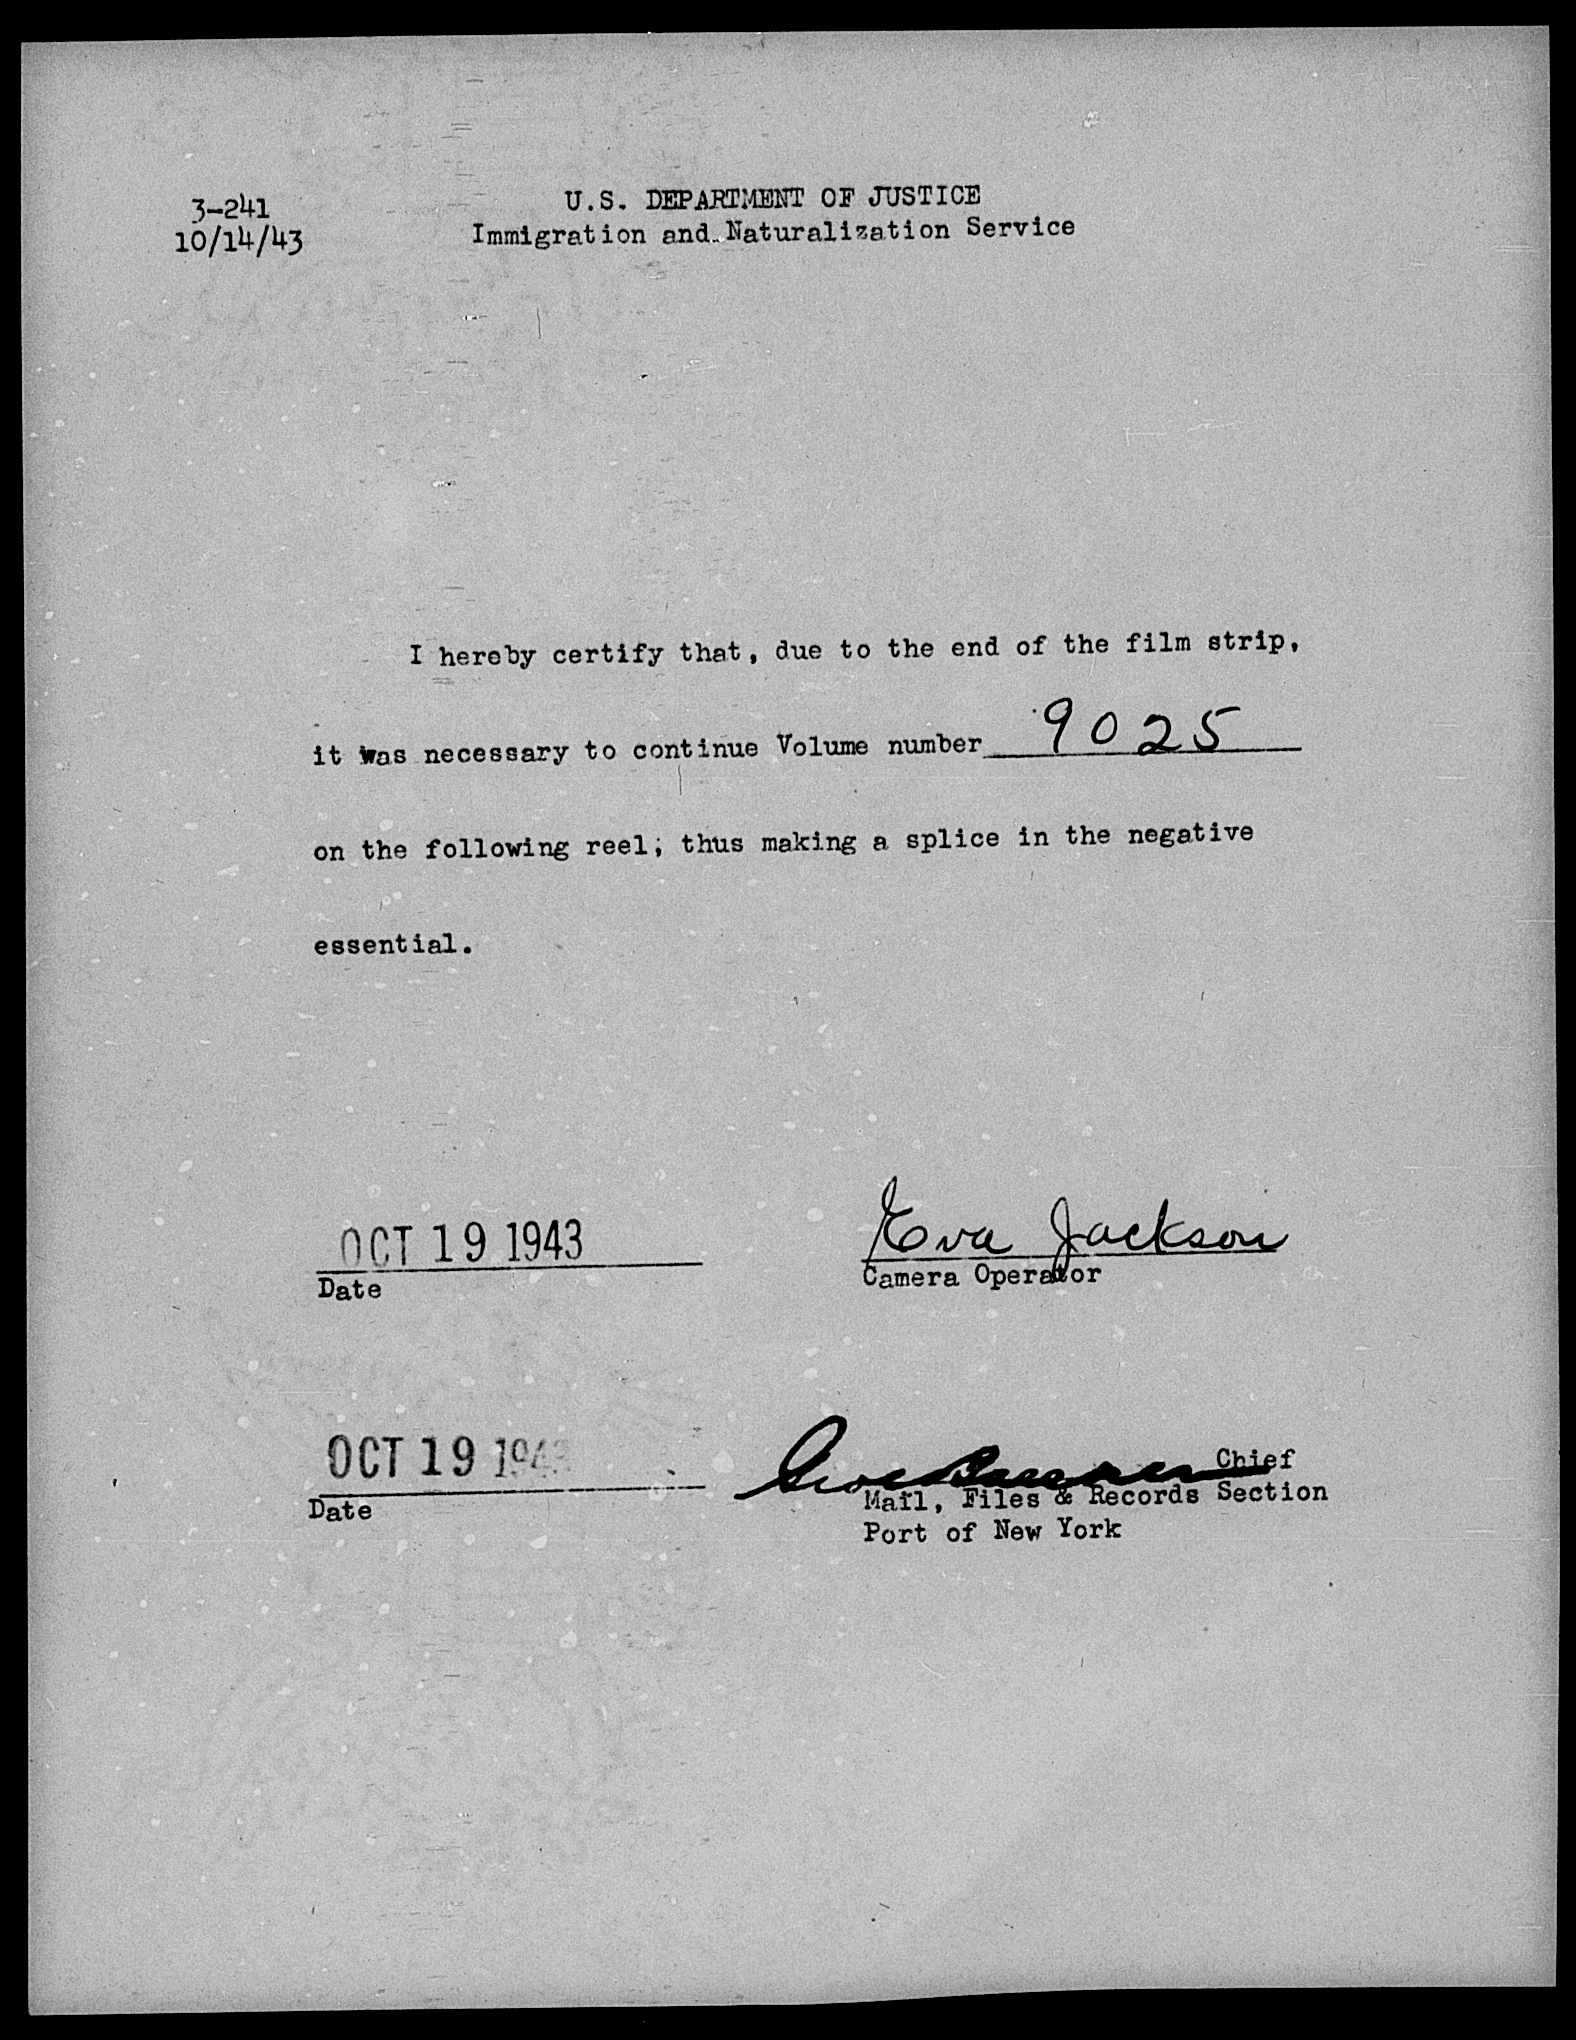 3-241
10/14/43
U.S. DEPARTMENT OF JUSTICE
Immigration and Naturalization Service
I hereby certify that, due to the end of the film strip,
it was necessary to continue Volume number 9025
on the following reel; thus making a splice in the negative
essential.
OCT 19 1943
Date
Eva Jackson
Camera Operator
OCT 19 1943
Date
Chief
Mail, Files & Records Section
Port of New York